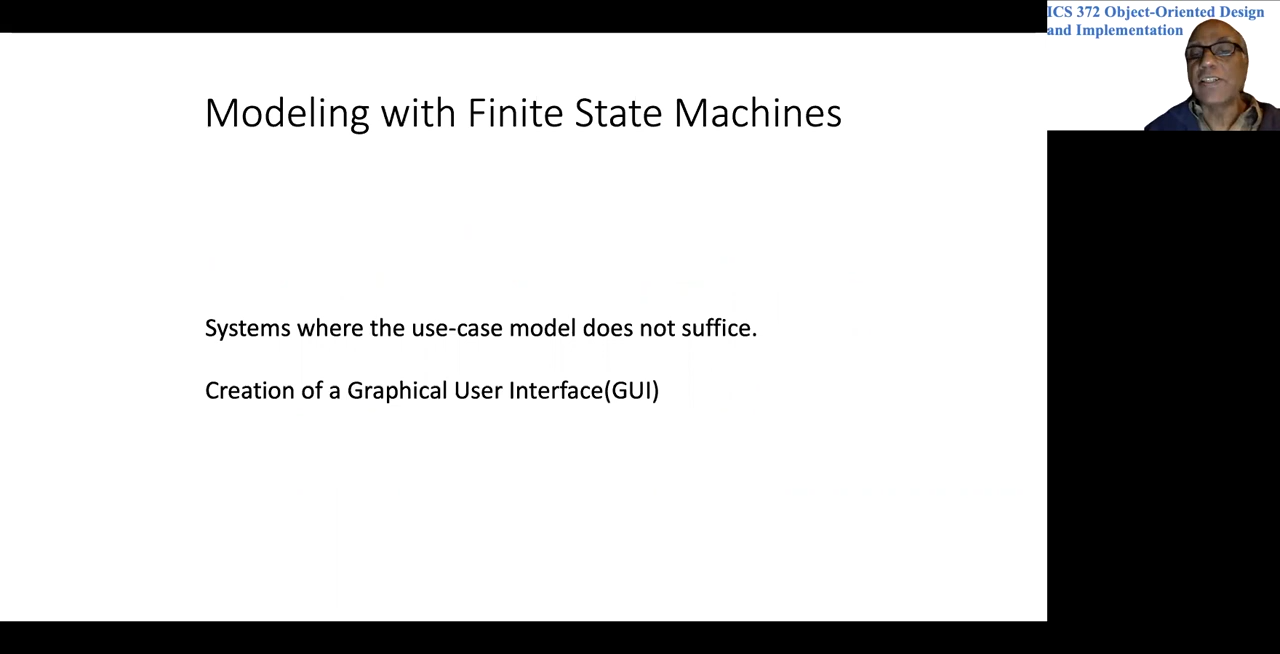 ICS 372 Object-Oriented Design
and Implementation
Modeling with Finite State Machines
Systems where the use-case model does not suffice.
Creation of a Graphical User Interface(GUI)